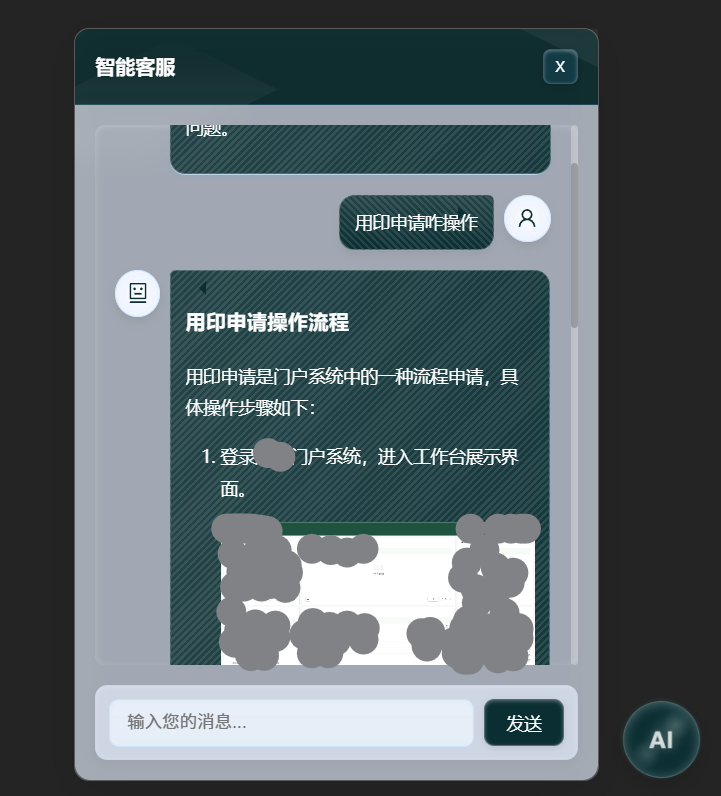 智能客服
X
问题。
用印申请咋操作
用印申请操作流程
用印申请是门户系统中的一种流程申请，具
体操作步骤如下：
1. 登录门户系统，进入工作台展示界
面。
输入您的消息...
发送
AI